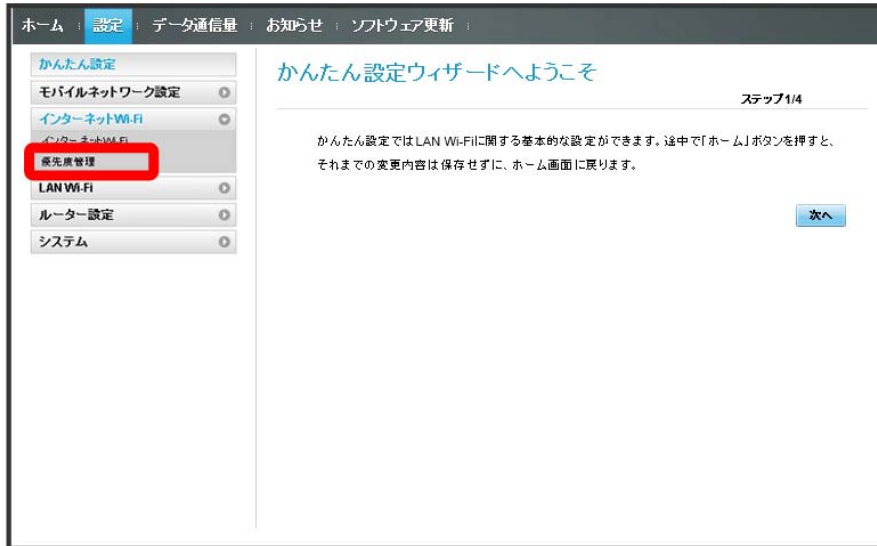 ホーム 設定 データ通信量 お知らせ ソフトウェア更新
かんたん設定
モバイルネットワーク設定
インターネットWi-Fi
インターネットWi-Fi
優先度管理
LAN Wi-Fi
ルーター設定
システム
かんたん設定ウィザードへようこそ
ステップ1/4
かんたん設定ではLAN Wi-Fiに関する基本的な設定ができます。途中で「ホーム」ボタンを押すと、
それまでの変更内容は保存せずに、ホーム画面に戻ります。
次へ